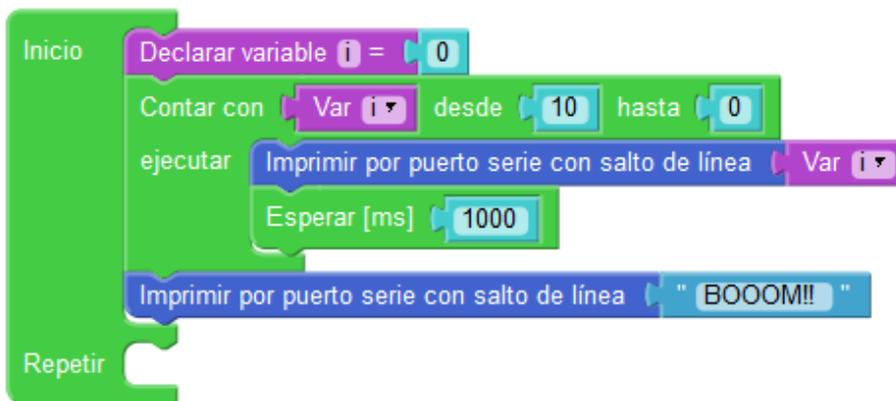 Inicio Declarar variable i = 0
Contar con Var i desde 10 hasta 0
ejecutar Imprimir por puerto serie con salto de línea Var i
Esperar [ms] 1000
Imprimir por puerto serie con salto de línea " BOOOM!! "
Repetir